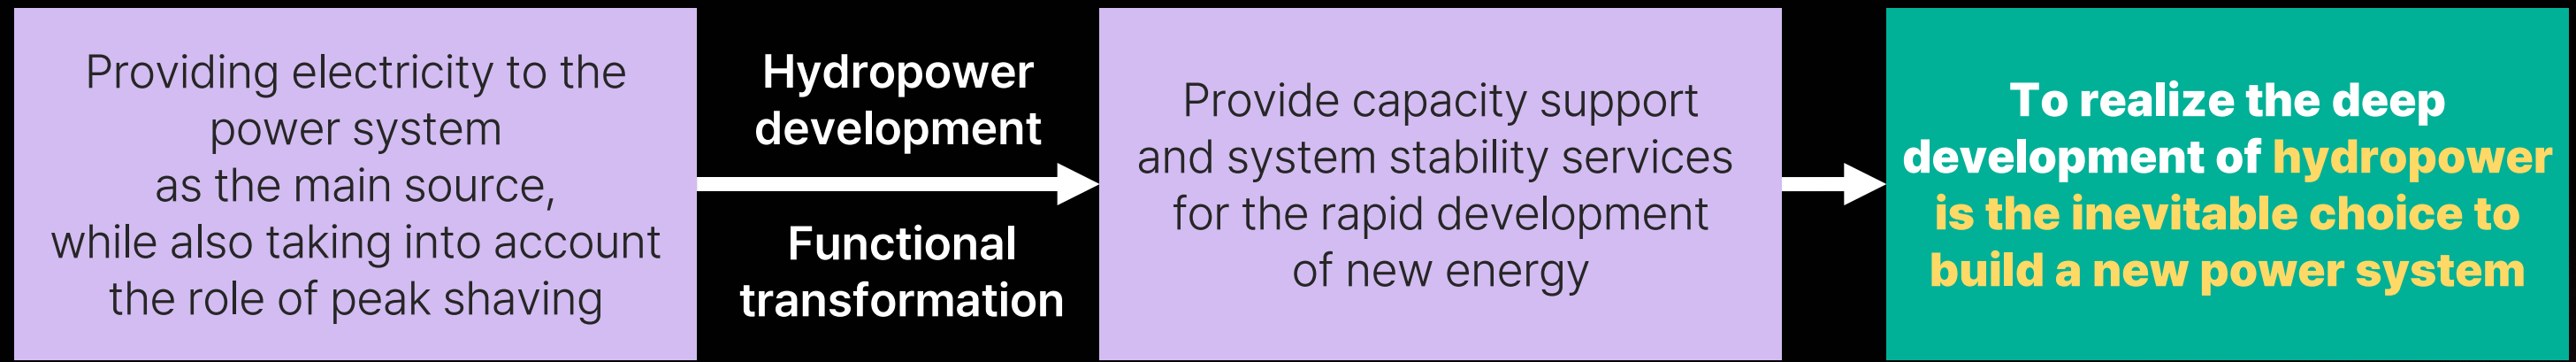 Providing electricity to the
power system
as the main source,
while also taking into account
the role of peak shaving
Hydropower
development
Functional
transformation
Provide capacity support
and system stability services
for the rapid development
of new energy
To realize the deep
development of hydropower
is the inevitable choice to
build a new power system